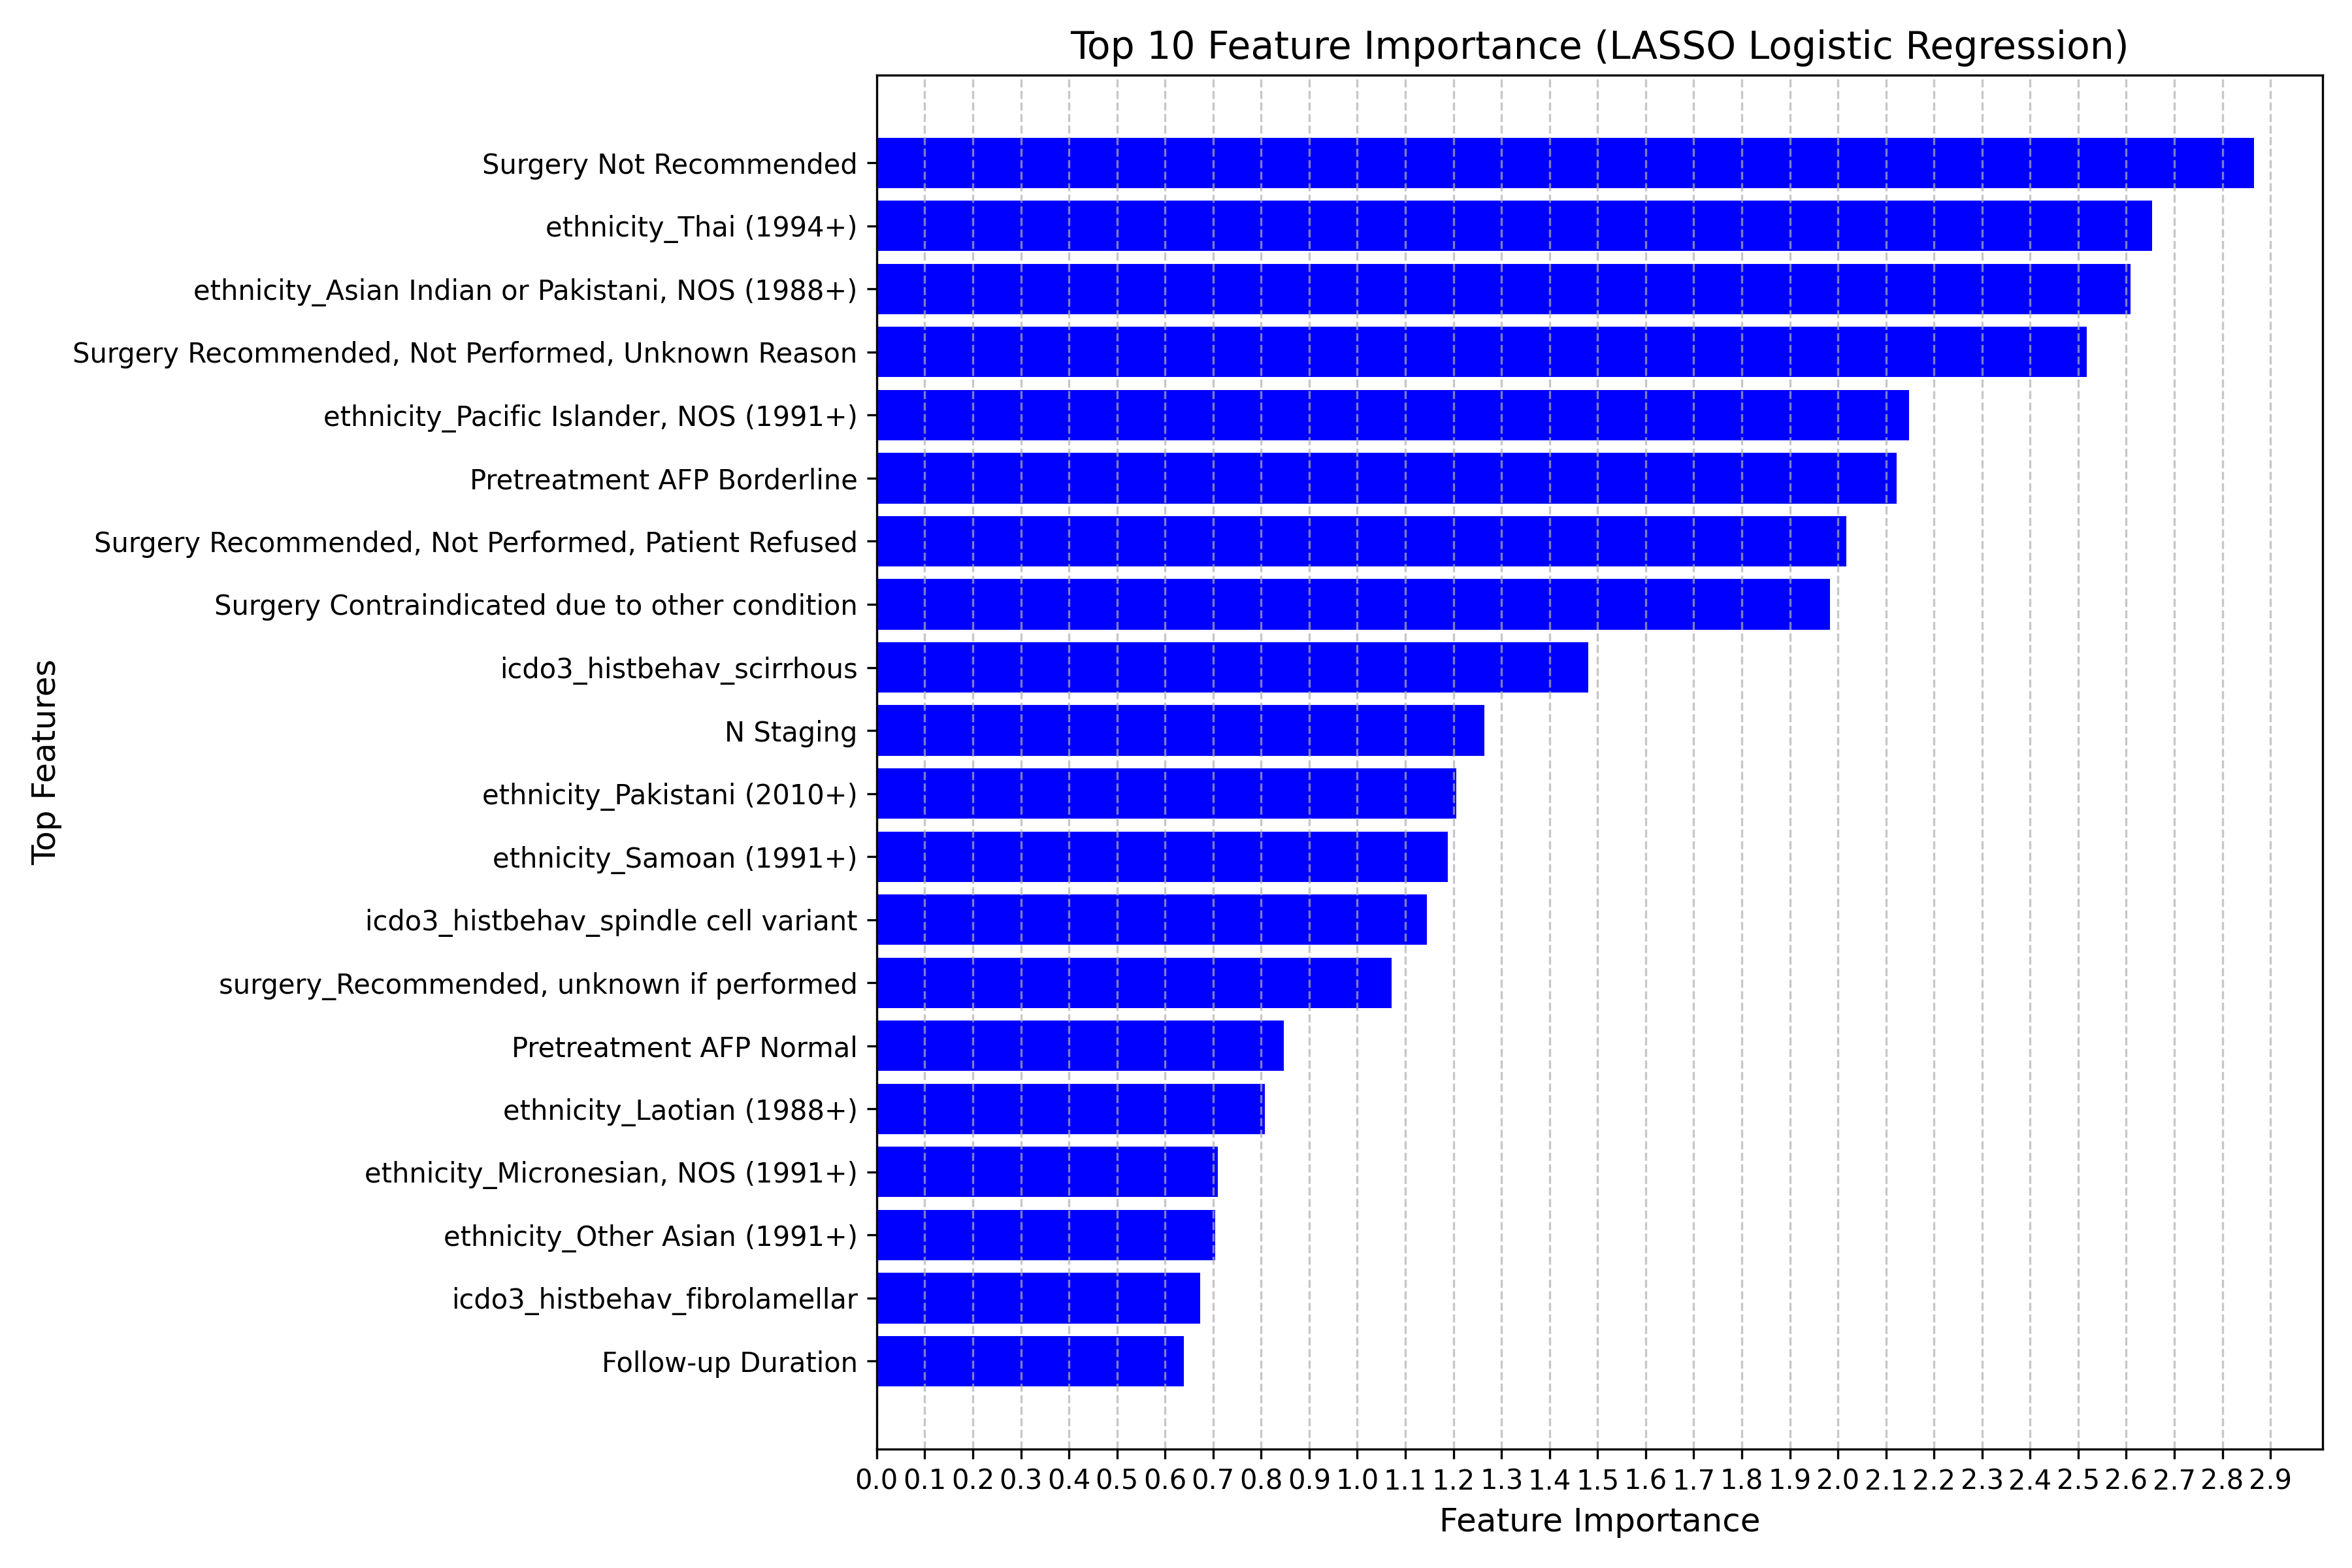 Top 10 Feature Importance (LASSO Logistic Regression)
Top Features
Surgery Not Recommended
ethnicity_Thai (1994+)
ethnicity_Asian Indian or Pakistani, NOS (1988+)
Surgery Recommended, Not Performed, Unknown Reason
ethnicity_Pacific Islander, NOS (1991+)
Pretreatment AFP Borderline
Surgery Recommended, Not Performed, Patient Refused
Surgery Contraindicated due to other condition
icdo3_histbehav_scirrhous
N Staging
ethnicity_Pakistani (2010+)
ethnicity_Samoan (1991+)
icdo3_histbehav_spindle cell variant
surgery_Recommended, unknown if performed
Pretreatment AFP Normal
ethnicity_Laotian (1988+)
ethnicity_Micronesian, NOS (1991+)
ethnicity_Other Asian (1991+)
icdo3_histbehav_fibrolamellar
Follow-up Duration
0.0 0.1 0.2 0.3 0.4 0.5 0.6 0.7 0.8 0.9 1.0 1.1 1.2 1.3 1.4 1.5 1.6 1.7 1.8 1.9 2.0 2.1 2.2 2.3 2.4 2.5 2.6 2.7 2.8 2.9
Feature Importance